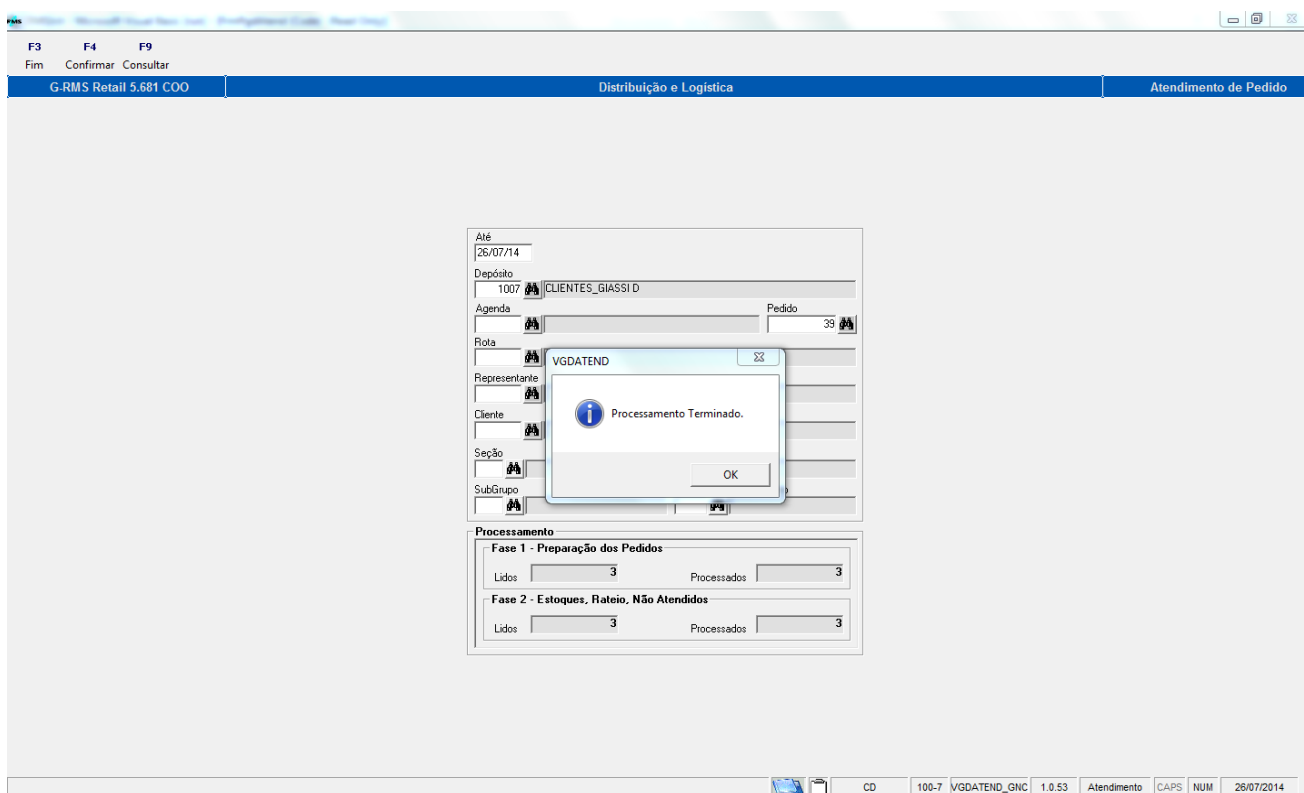 RMS
F3 F4 F9
Fim Confirmar Consultar
G-RMS Retail 5.681 COO Distribuição e Logística Atendimento de Pedido
Até
26/07/14
Depósito
1007 CLIENTES_GIASSI D
Agenda Pedido
39
Rota
VGDATEND
Representante
Processamento Terminado.
Cliente
Seção
OK
SubGrupo
Processamento
Fase 1 - Preparação dos Pedidos
Lidos 3 Processados 3
Fase 2 - Estoques, Rateio, Não Atendidos
Lidos 3 Processados 3
CD 100-7 VGDATEND_GNC 1.0.53 Atendimento CAPS NUM 26/07/2014